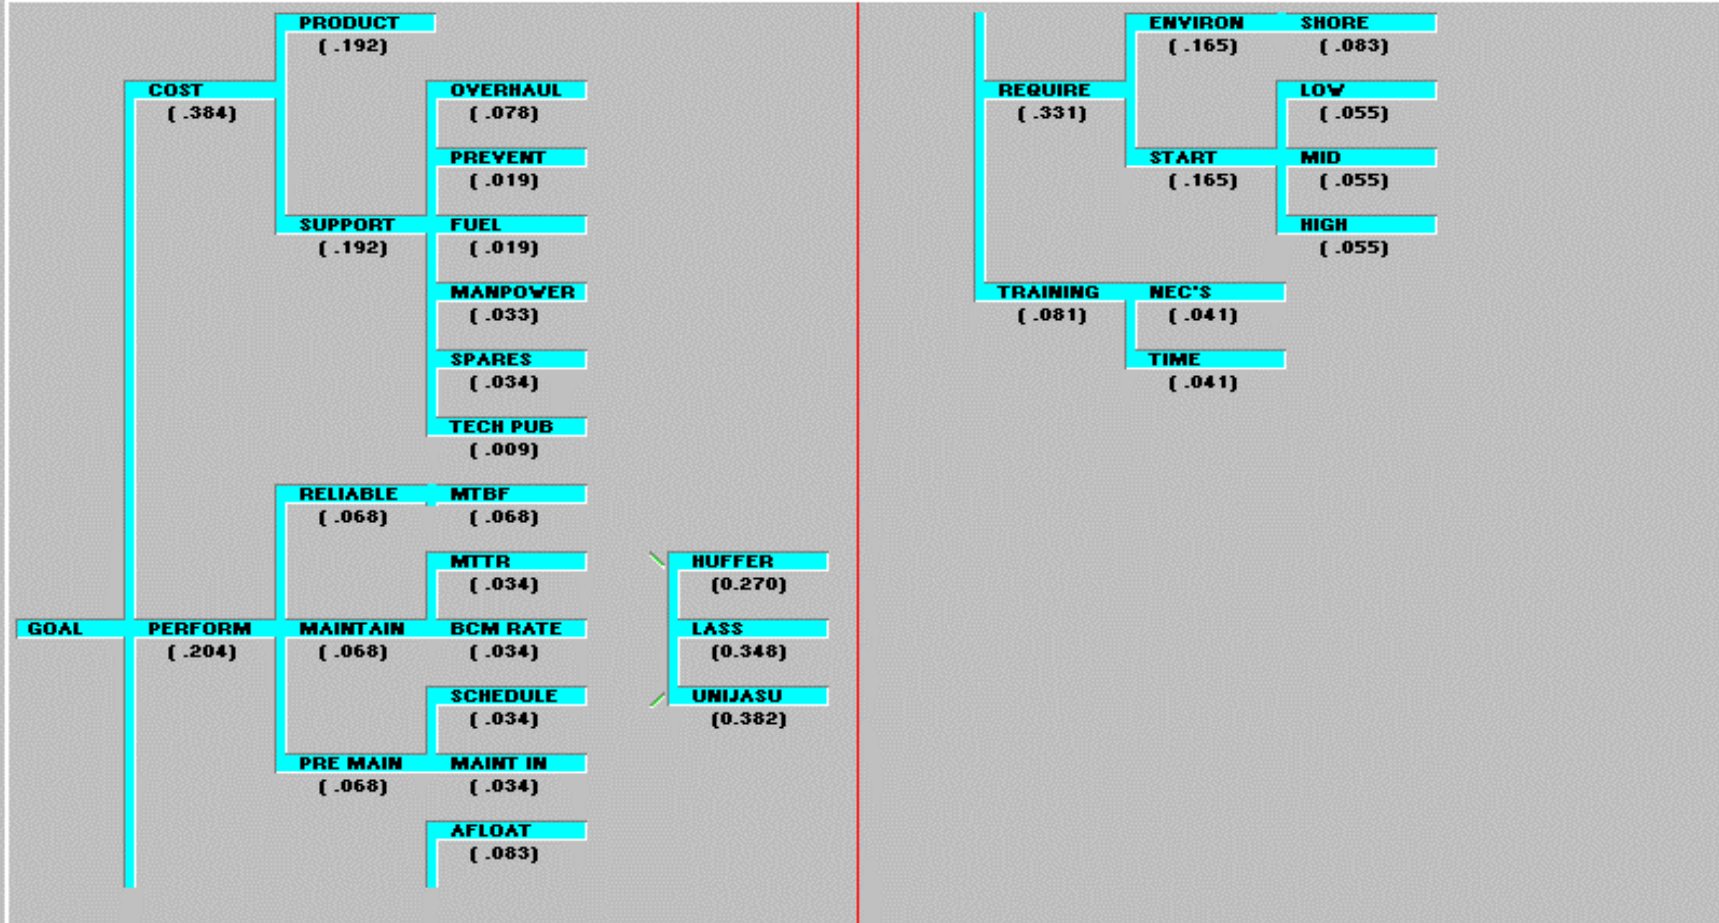 PRODUCT
( .192)
COST
( .384)
OVERHAUL
( .078)
PREVENT
( .019)
SUPPORT
( .192)
FUEL
( .019)
MANPOWER
( .033)
SPARES
( .034)
TECH PUB
( .009)
RELIABLE
( .068)
MTBF
( .068)
MTTR
( .034)
GOAL
PERFORM
( .204)
MAINTAIN
( .068)
BCM RATE
( .034)
SCHEDULE
( .034)
PRE MAIN
( .068)
MAINT IN
( .034)
AFLOAT
( .083)
HUFFER
(0.270)
LASS
(0.348)
UNIJASU
(0.382)
ENVIRON
( .165)
SHORE
( .083)
REQUIRE
( .331)
LOW
( .055)
START
( .165)
MID
( .055)
HIGH
( .055)
TRAINING
( .081)
NEC'S
( .041)
TIME
( .041)